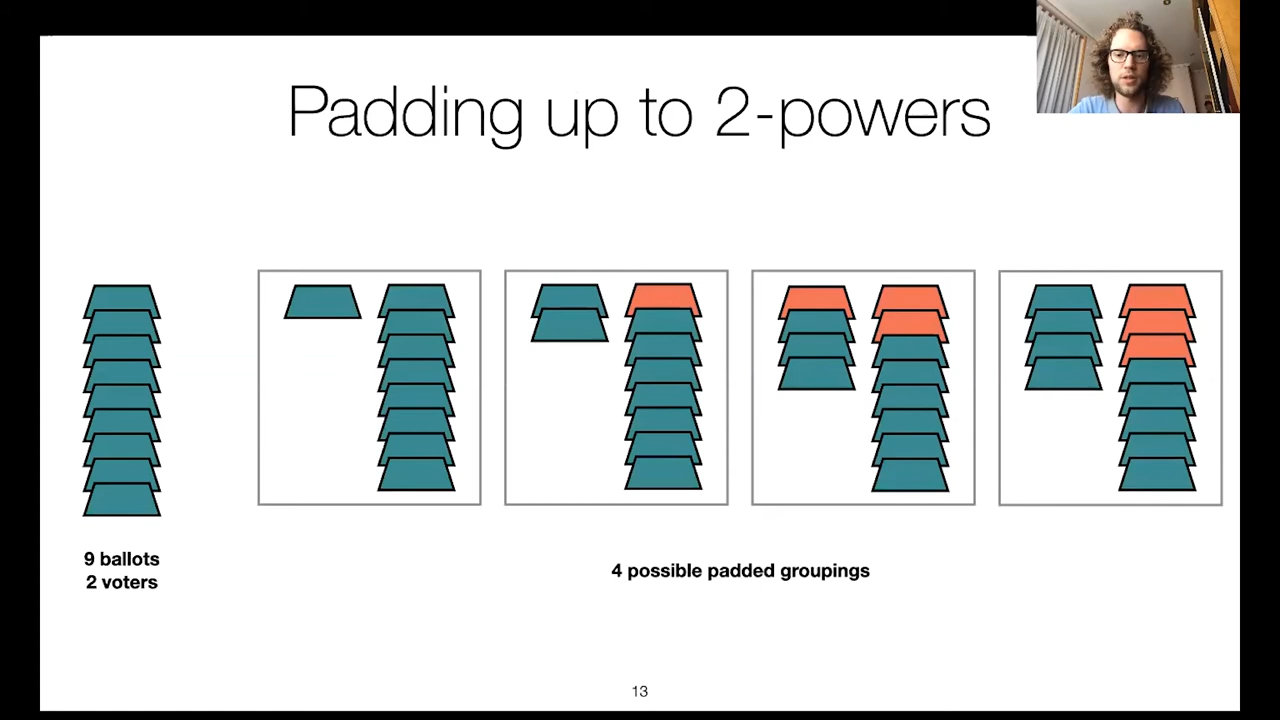 Padding up to 2-powers
9 ballots
2 voters
4 possible padded groupings
13